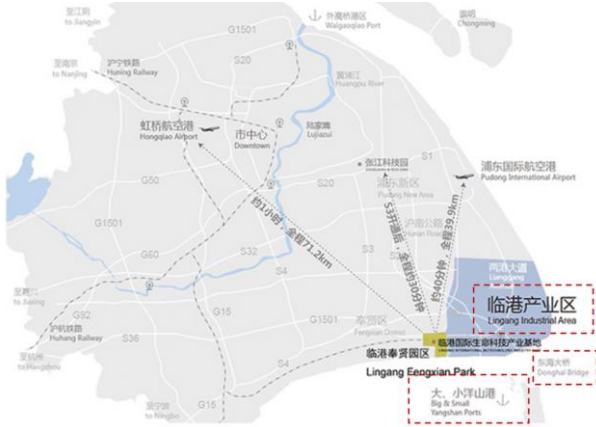 至江阴
to Jiangyin
外高桥港区
Waigaoqiao Port
崇明
Chongming
G1501
至南京
to Nanjing
沪宁铁路
Huning Railway
S20
黄浦江
Huangpu River
虹桥航空港
Hongqiao Airport
市中心
Downtown
陆家嘴
Lujiazui
张江科技园
S1
浦东国际航空港
Pudong International Airport
G50
S20
浦东新区
Pudong New Area
G1501
约1小时,全程71.2km
S3开通后,全程约30分钟
约40分钟,全程39.9km
沪南公路
G60
S32
S3
S4
两港大道
临港产业区
Lingang Industrial Area
G92
沪杭铁路
Huhang Railway
S36
G15
奉贤区
Fengxian District
临港国际生命科技产业基地
临港奉贤园区
Lingang Fengxian Park
东海大桥
Donghai Bridge
至杭州
to Hangzhou
S4
大、小洋山港
Big & Small
Yangshan Ports
至宁波
to Ningbo
G15